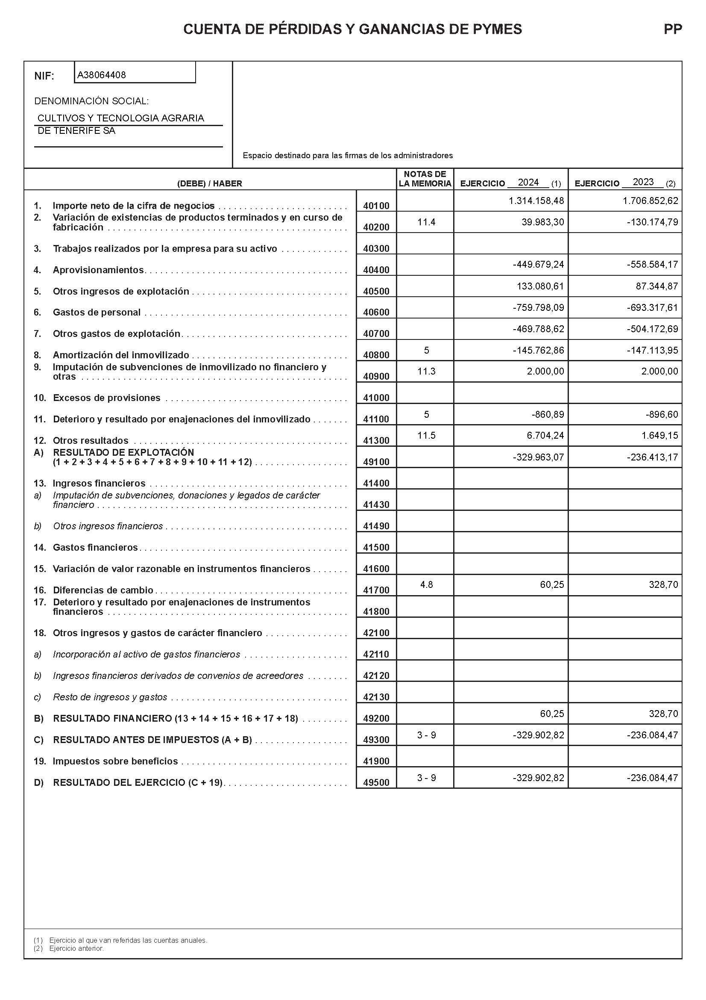 CUENTA DE PÉRDIDAS Y GANANCIAS DE PYMES PP
NIF: A38064408
DENOMINACIÓN SOCIAL:
CULTIVOS Y TECNOLOGIA AGRARIA
DE TENERIFE SA
Espacio destinado para las firmas de los administradores
(DEBE) / HABER NOTAS DE LA MEMORIA EJERCICIO 2024 (1) EJERCICIO 2023 (2)
1. Importe neto de la cifra de negocios . . . . . 40100 1.314.158,48 1.706.852,62
2. Variación de existencias de productos terminados y en curso de
fabricación . . . . . 40200 11.4 39.983,30 -130.174,79
3. Trabajos realizados por la empresa para su activo . . . . . 40300
4. Aprovisionamientos. . . . . 40400 -449.679,24 -558.584,17
5. Otros ingresos de explotación . . . . . 40500 133.080,61 87.344,87
6. Gastos de personal . . . . . 40600 -759.798,09 -693.317,61
7. Otros gastos de explotación. . . . . 40700 -469.788,62 -504.172,69
8. Amortización del inmovilizado . . . . . 40800 5 -145.762,86 -147.113,95
9. Imputación de subvenciones de inmovilizado no financiero y
otras . . . . . 40900 11.3 2.000,00 2.000,00
10. Excesos de provisiones . . . . . 41000
11. Deterioro y resultado por enajenaciones del inmovilizado . . . . . 41100 5 -860,89 -896,60
12. Otros resultados . . . . . 41300 11.5 6.704,24 1.649,15
A) RESULTADO DE EXPLOTACIÓN
(1 + 2 + 3 + 4 + 5 + 6 + 7 + 8 + 9 + 10 + 11 + 12) . . . . . 49100 -329.963,07 -236.413,17
13. Ingresos financieros . . . . . 41400
a) Imputación de subvenciones, donaciones y legados de carácter
financiero . . . . . 41430
b) Otros ingresos financieros . . . . . 41490
14. Gastos financieros . . . . . 41500
15. Variación de valor razonable en instrumentos financieros . . . . . 41600
16. Diferencias de cambio . . . . . 41700 4.8 60,25 328,70
17. Deterioro y resultado por enajenaciones de instrumentos
financieros . . . . . 41800
18. Otros ingresos y gastos de carácter financiero . . . . . 42100
a) Incorporación al activo de gastos financieros . . . . . 42110
b) Ingresos financieros derivados de convenios de acreedores . . . . . 42120
c) Resto de ingresos y gastos . . . . . 42130
B) RESULTADO FINANCIERO (13 + 14 + 15 + 16 + 17 + 18) . . . . . 49200 60,25 328,70
C) RESULTADO ANTES DE IMPUESTOS (A + B) . . . . . 49300 3 - 9 -329.902,82 -236.084,47
19. Impuestos sobre beneficios . . . . . 41900
D) RESULTADO DEL EJERCICIO (C + 19). . . . . 49500 3 - 9 -329.902,82 -236.084,47
(1) Ejercicio al que van referidas las cuentas anuales.
(2) Ejercicio anterior.